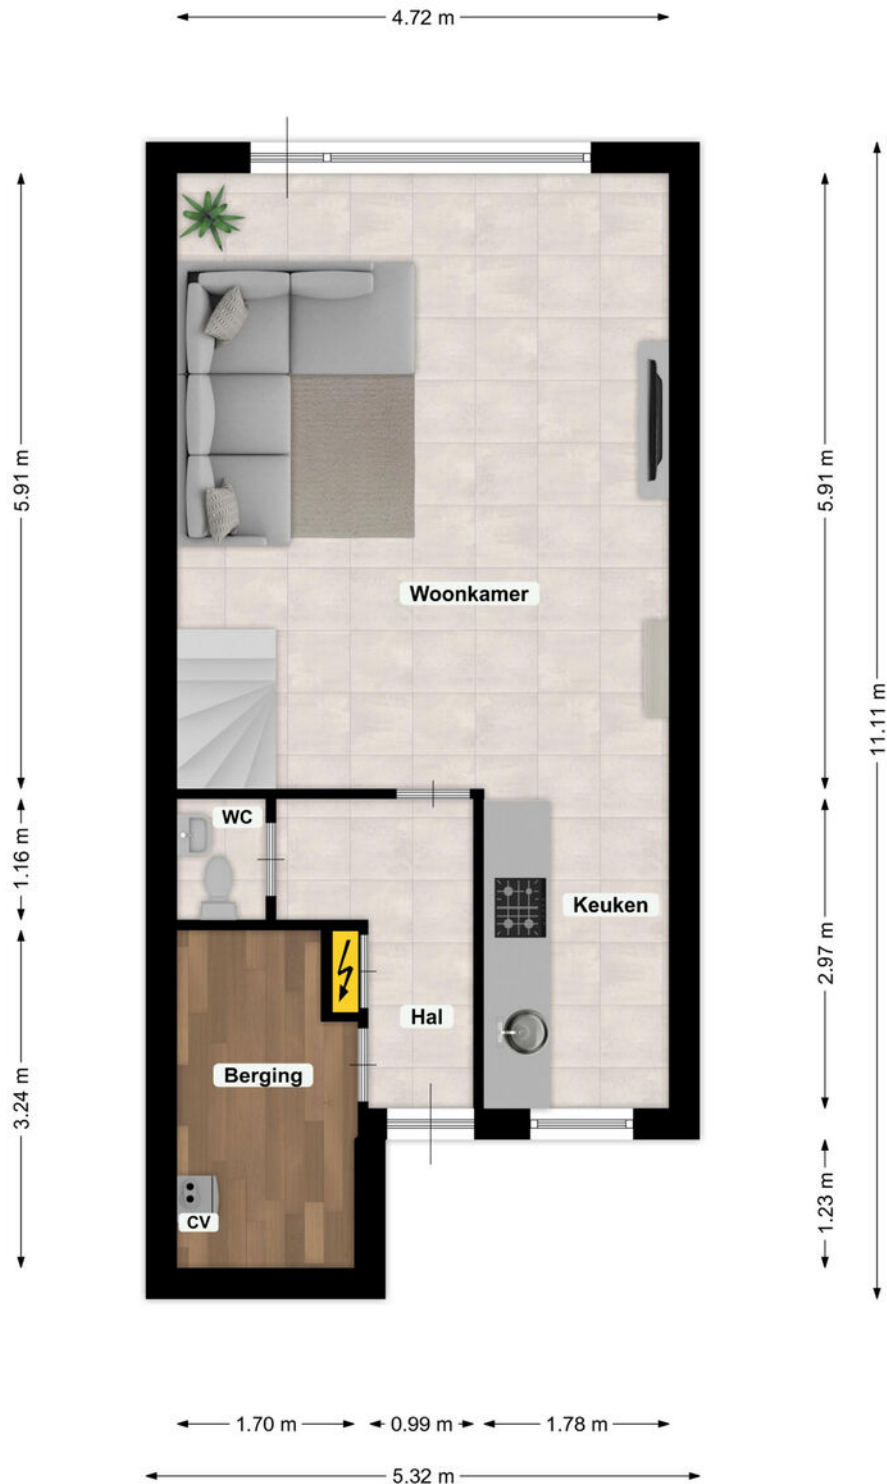 4.72 m
5.91 m
5.91 m
Woonkamer
11.11 m
WC
1.16 m
Keuken
2.97 m
Hal
Berging
3.24 m
1.23 m
CV
1.70 m
0.99 m
1.78 m
5.32 m